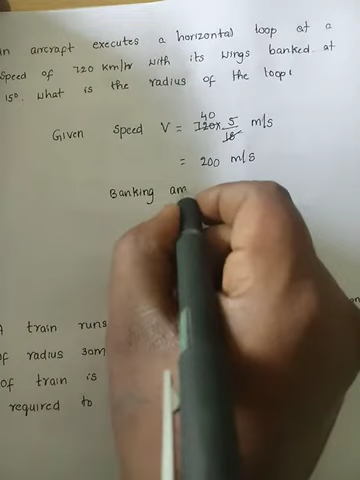 an aircraft executes a horizontal loop at a
speed of 720 km/hr with its wings banked at
15°. What is the radius of the loop?
Given Speed V = 720 × 5/18 m/s
40
= 200 m/s
Banking an
A train runs
of radius 30m
of train is
required to